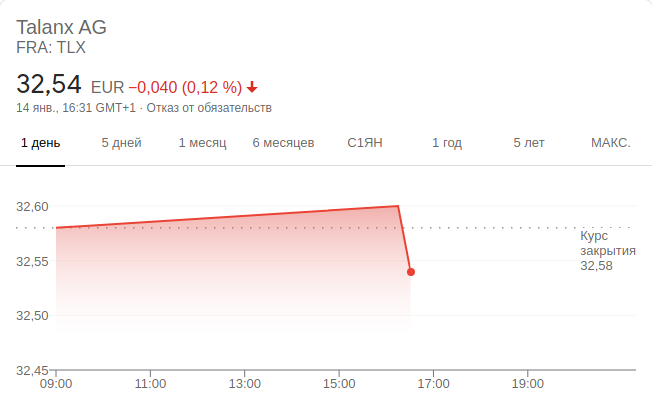 Talanx AG
FRA: TLX
32,54 EUR −0,040 (0,12 %)
14 янв., 16:31 GMT+1 · Отказ от обязательств
1 день 5 дней 1 месяц 6 месяцев С1ЯН 1 год 5 лет МАКС.
32,60
Курс
закрытия
32,58
32,55
32,50
32,45
09:00 11:00 13:00 15:00 17:00 19:00